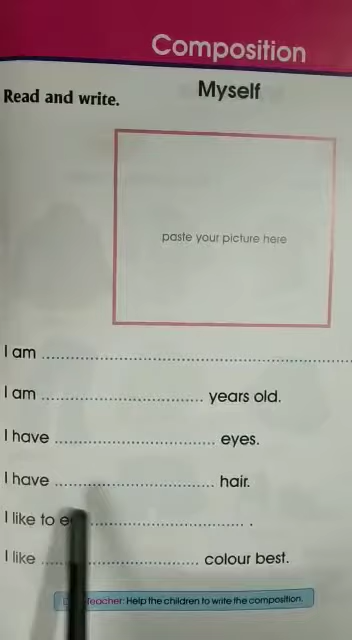 Composition
Myself
Read and write.
paste your picture here
I am ........................................
I am .............................. years old.
I have .............................. eyes.
I have .............................. hair.
I like to .............................. .
I like .............................. colour best.
Teacher: Help the children to write the composition.